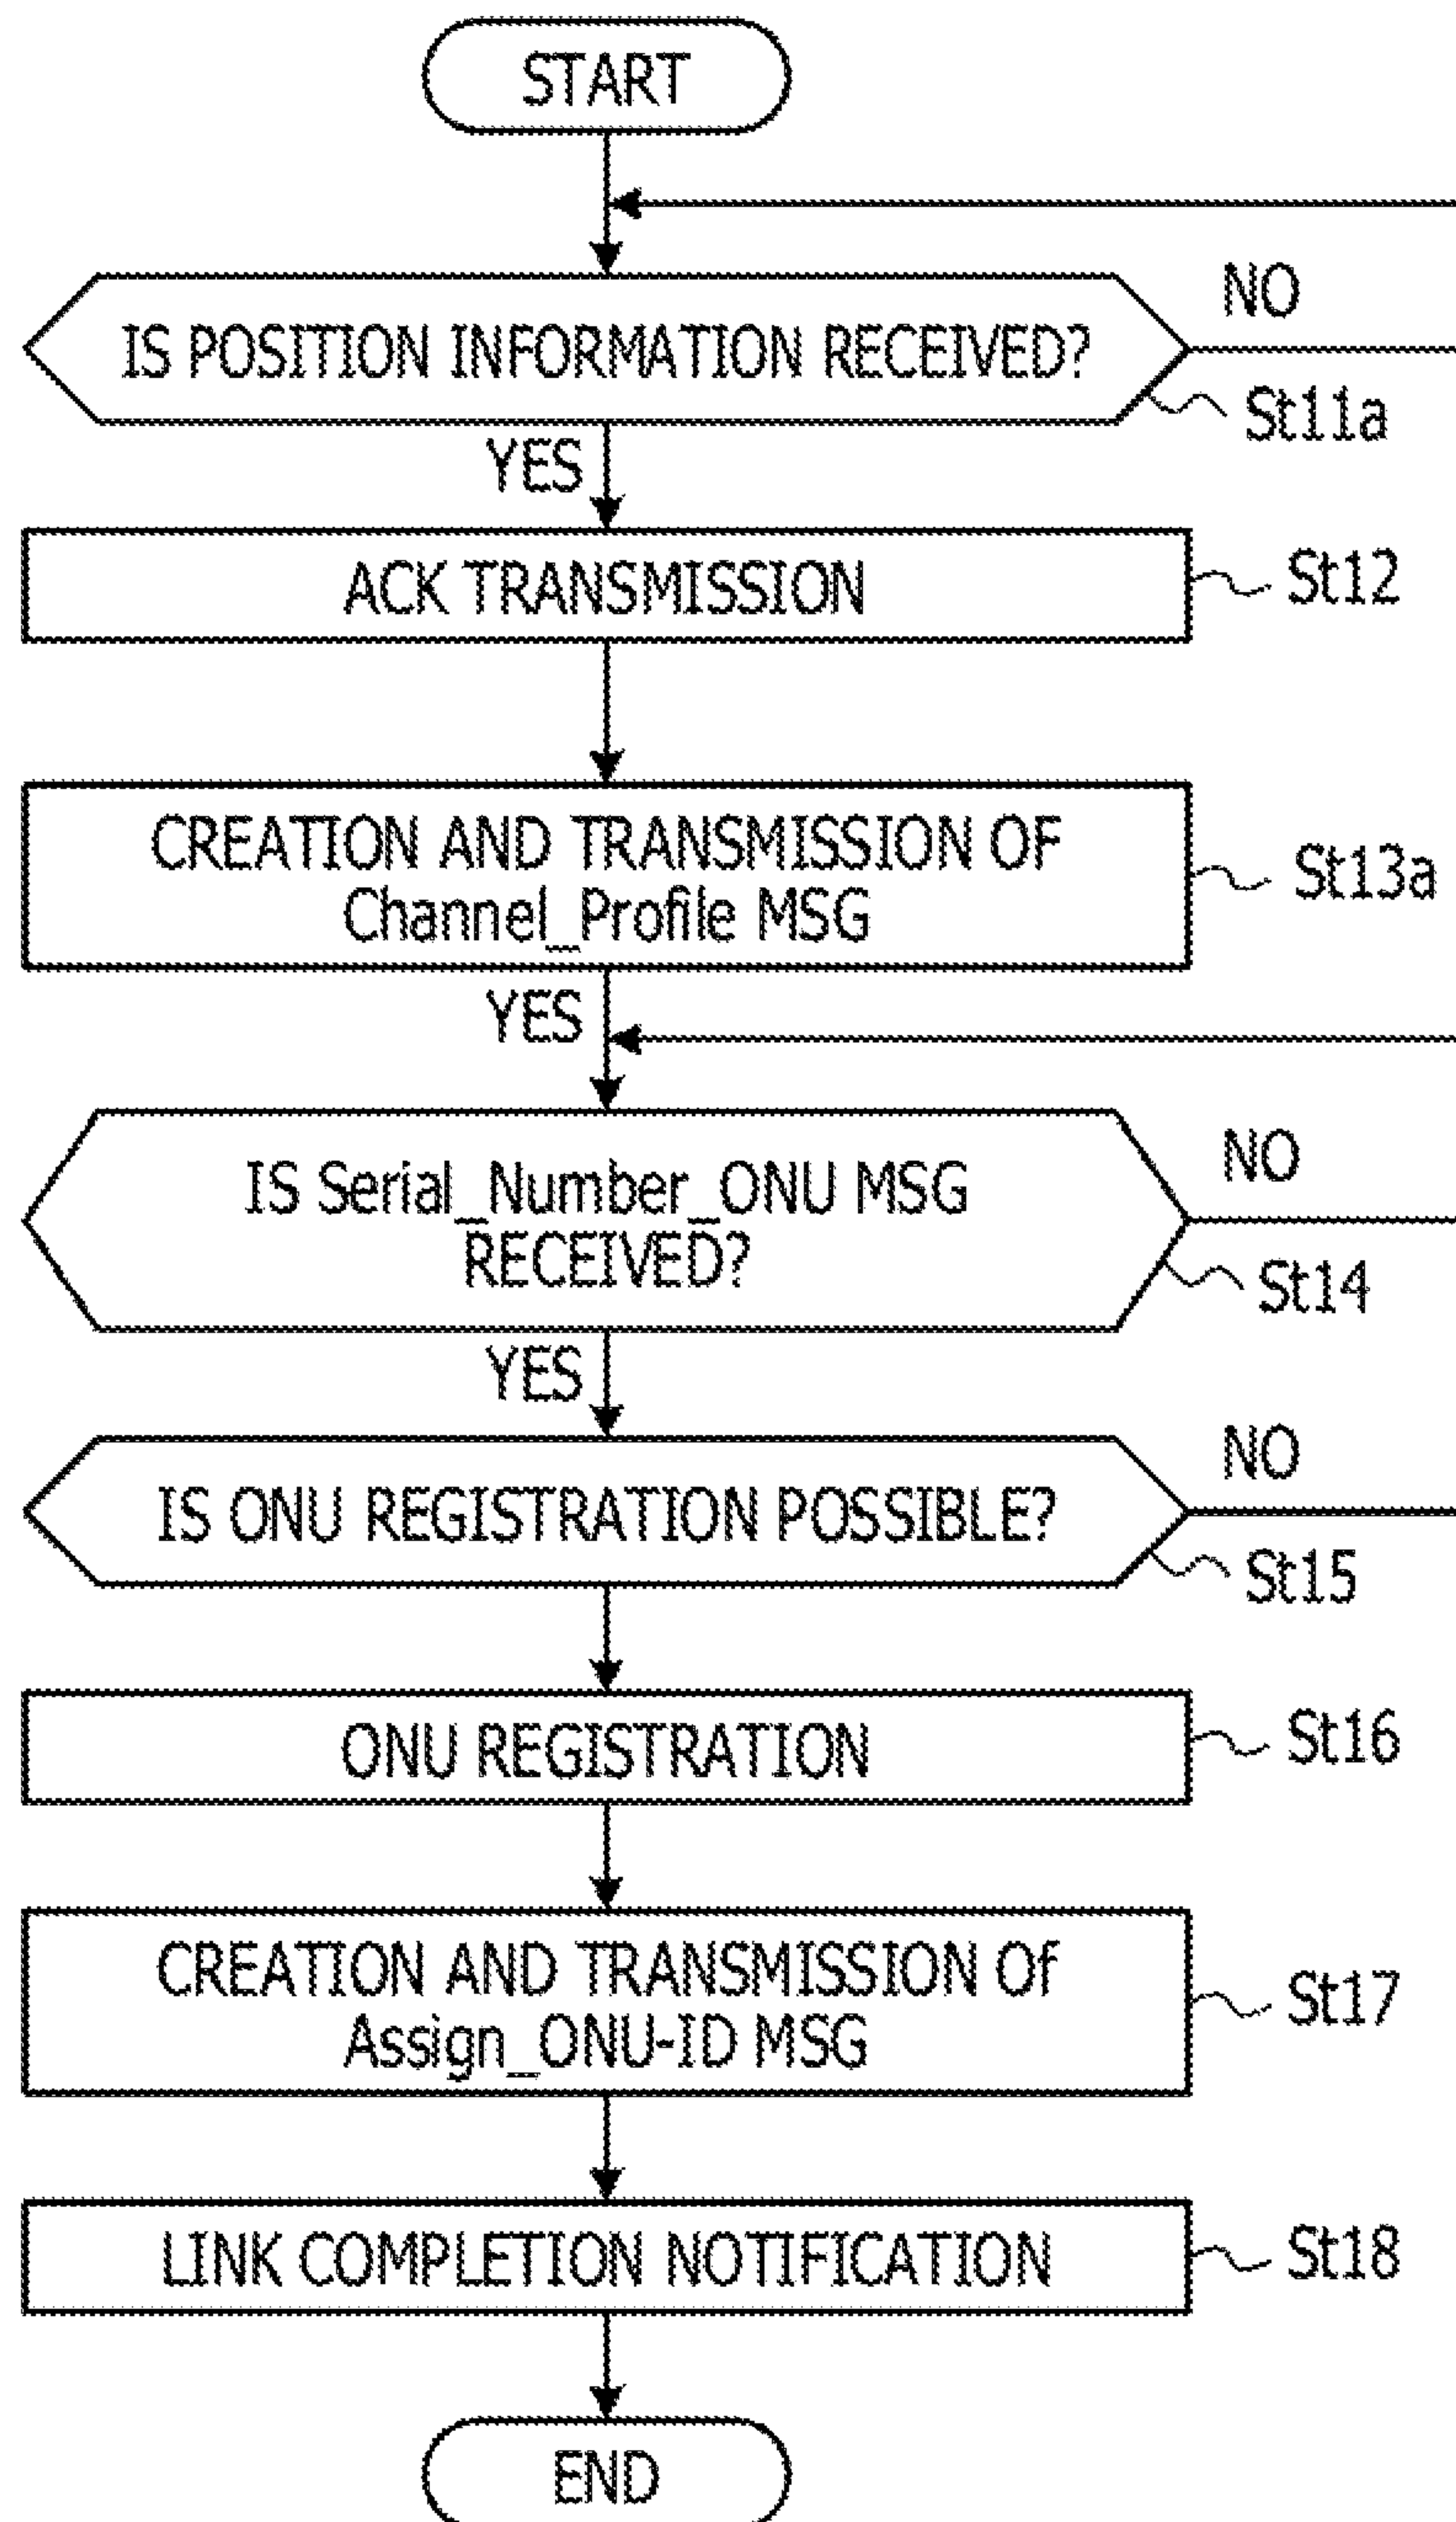 START
NO
IS POSITION INFORMATION RECEIVED?
St11a
YES
ACK TRANSMISSION
St12
CREATION AND TRANSMISSION OF
Channel_Profile MSG
St13a
YES
NO
IS Serial_Number_ONU MSG
RECEIVED?
St14
YES
NO
IS ONU REGISTRATION POSSIBLE?
St15
ONU REGISTRATION
St16
CREATION AND TRANSMISSION Of
Assign_ONU-ID MSG
St17
LINK COMPLETION NOTIFICATION
St18
END